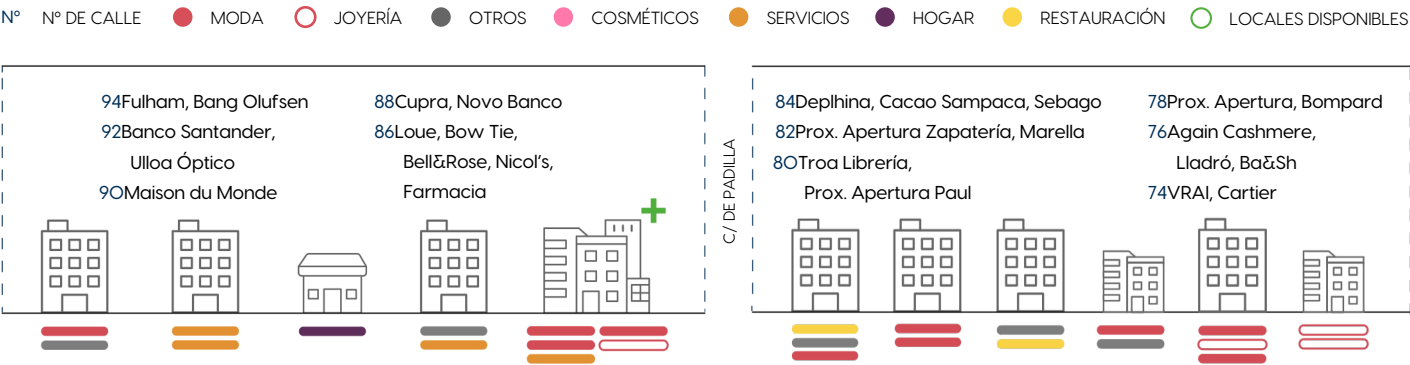 Nº Nº DE CALLE MODA JOYERÍA OTROS COSMÉTICOS SERVICIOS HOGAR RESTAURACIÓN LOCALES DISPONIBLES
94Fulham, Bang Olufsen
92Banco Santander,
Ulloa Óptico
90Maison du Monde
88Cupra, Novo Banco
86Loue, Bow Tie,
Bell&Rose, Nicol's,
Farmacia
C/ DE PADILLA
84Deplhina, Cacao Sampaca, Sebago
82Prox. Apertura Zapatería, Marella
80Troa Librería,
Prox. Apertura Paul
78Prox. Apertura, Bompard
76Again Cashmere,
Lladró, Ba&Sh
74VRAI, Cartier